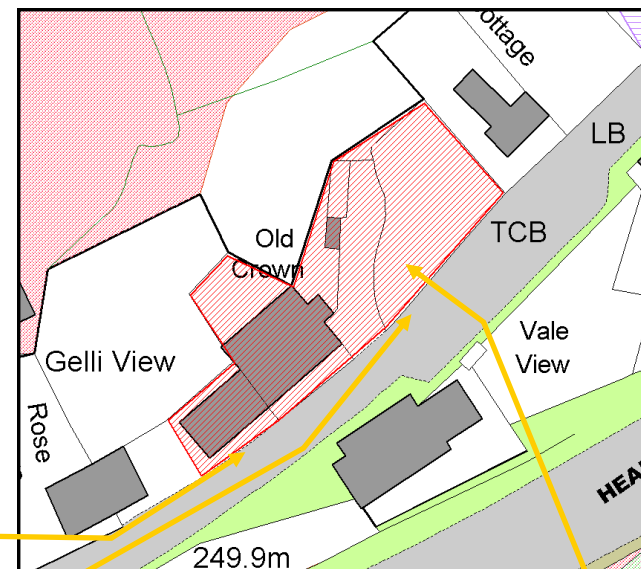 ottage
LB
TCB
Old
Crown
Vale
View
Gelli View
Rose
HEA
249.9m